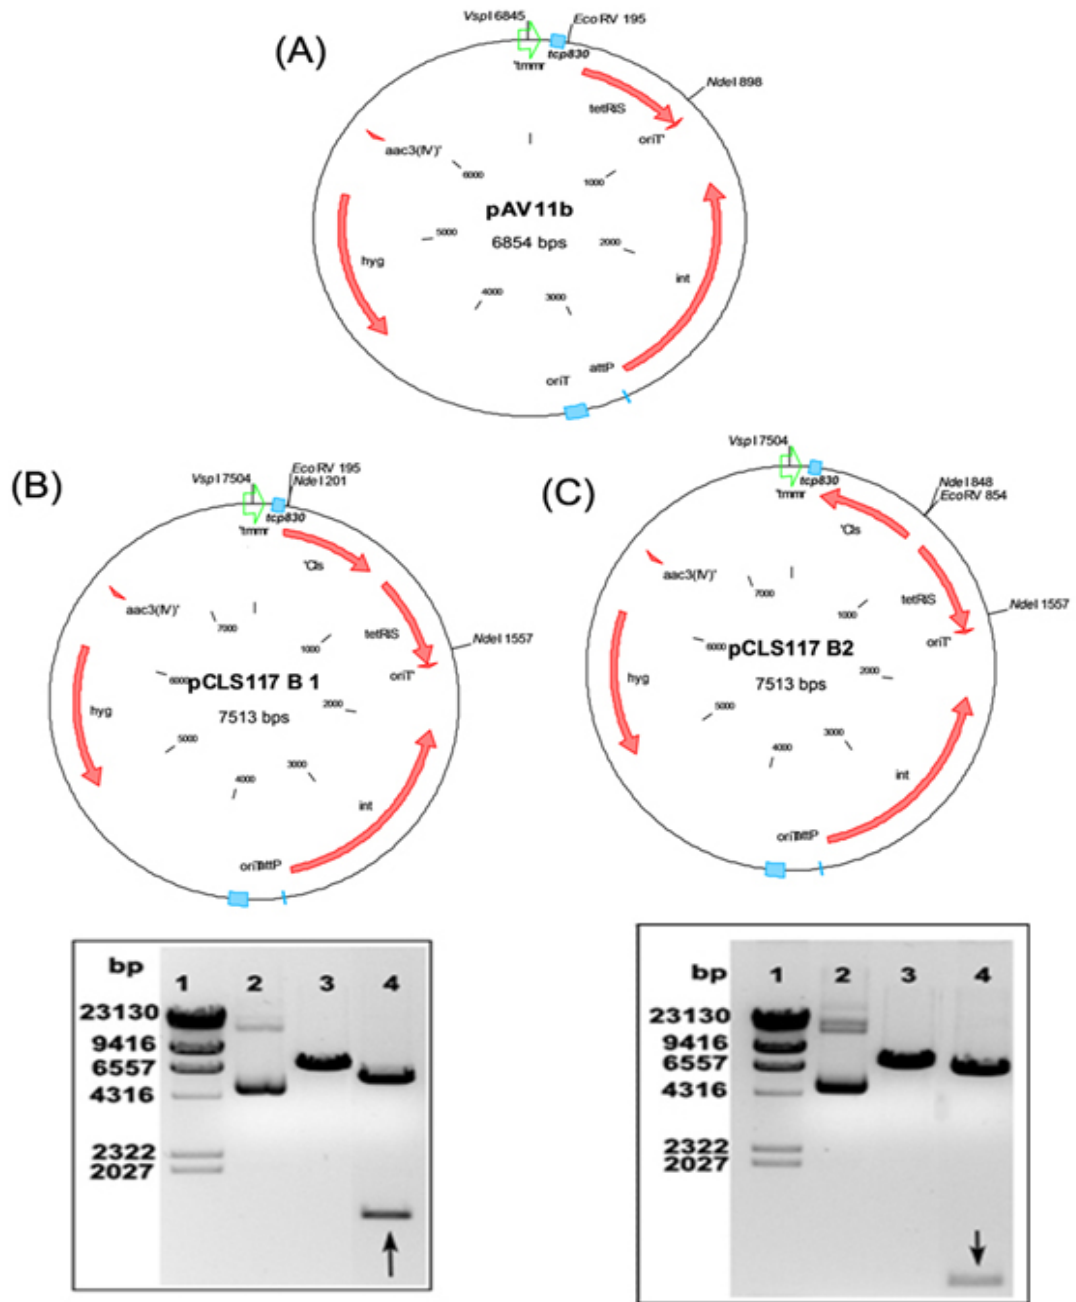 (A)
VspI 6845
EcoRV 195
tcp830
'tmmr
NdeI 898
tetRiS
oriT'
aac3(IV)'
6000
1000
pAV11b
6854 bps
5000
2000
hyg
int
4000
3000
attP
oriT
(B)
VspI 7504
EcoRV 195
NdeI 201
tcp830
'tmmr
'Cls
aac3(IV)'
7000
tetRiS
NdeI 1557
1000
oriT'
6000
pCLS117 B 1
7513 bps
2000
hyg
5000
4000
3000
int
oriT
attP
(C)
VspI 7504
tcp830
'tmmr
NdeI 848
EcoRV 854
'Cls
aac3(IV)'
7000
1000
tetRiS
NdeI 1557
oriT'
6000
pCLS117 B2
7513 bps
2000
hyg
5000
4000
3000
int
oriT
attP
bp 1 2 3 4
23130
9416
6557
4316
2322
2027
bp 1 2 3 4
23130
9416
6557
4316
2322
2027